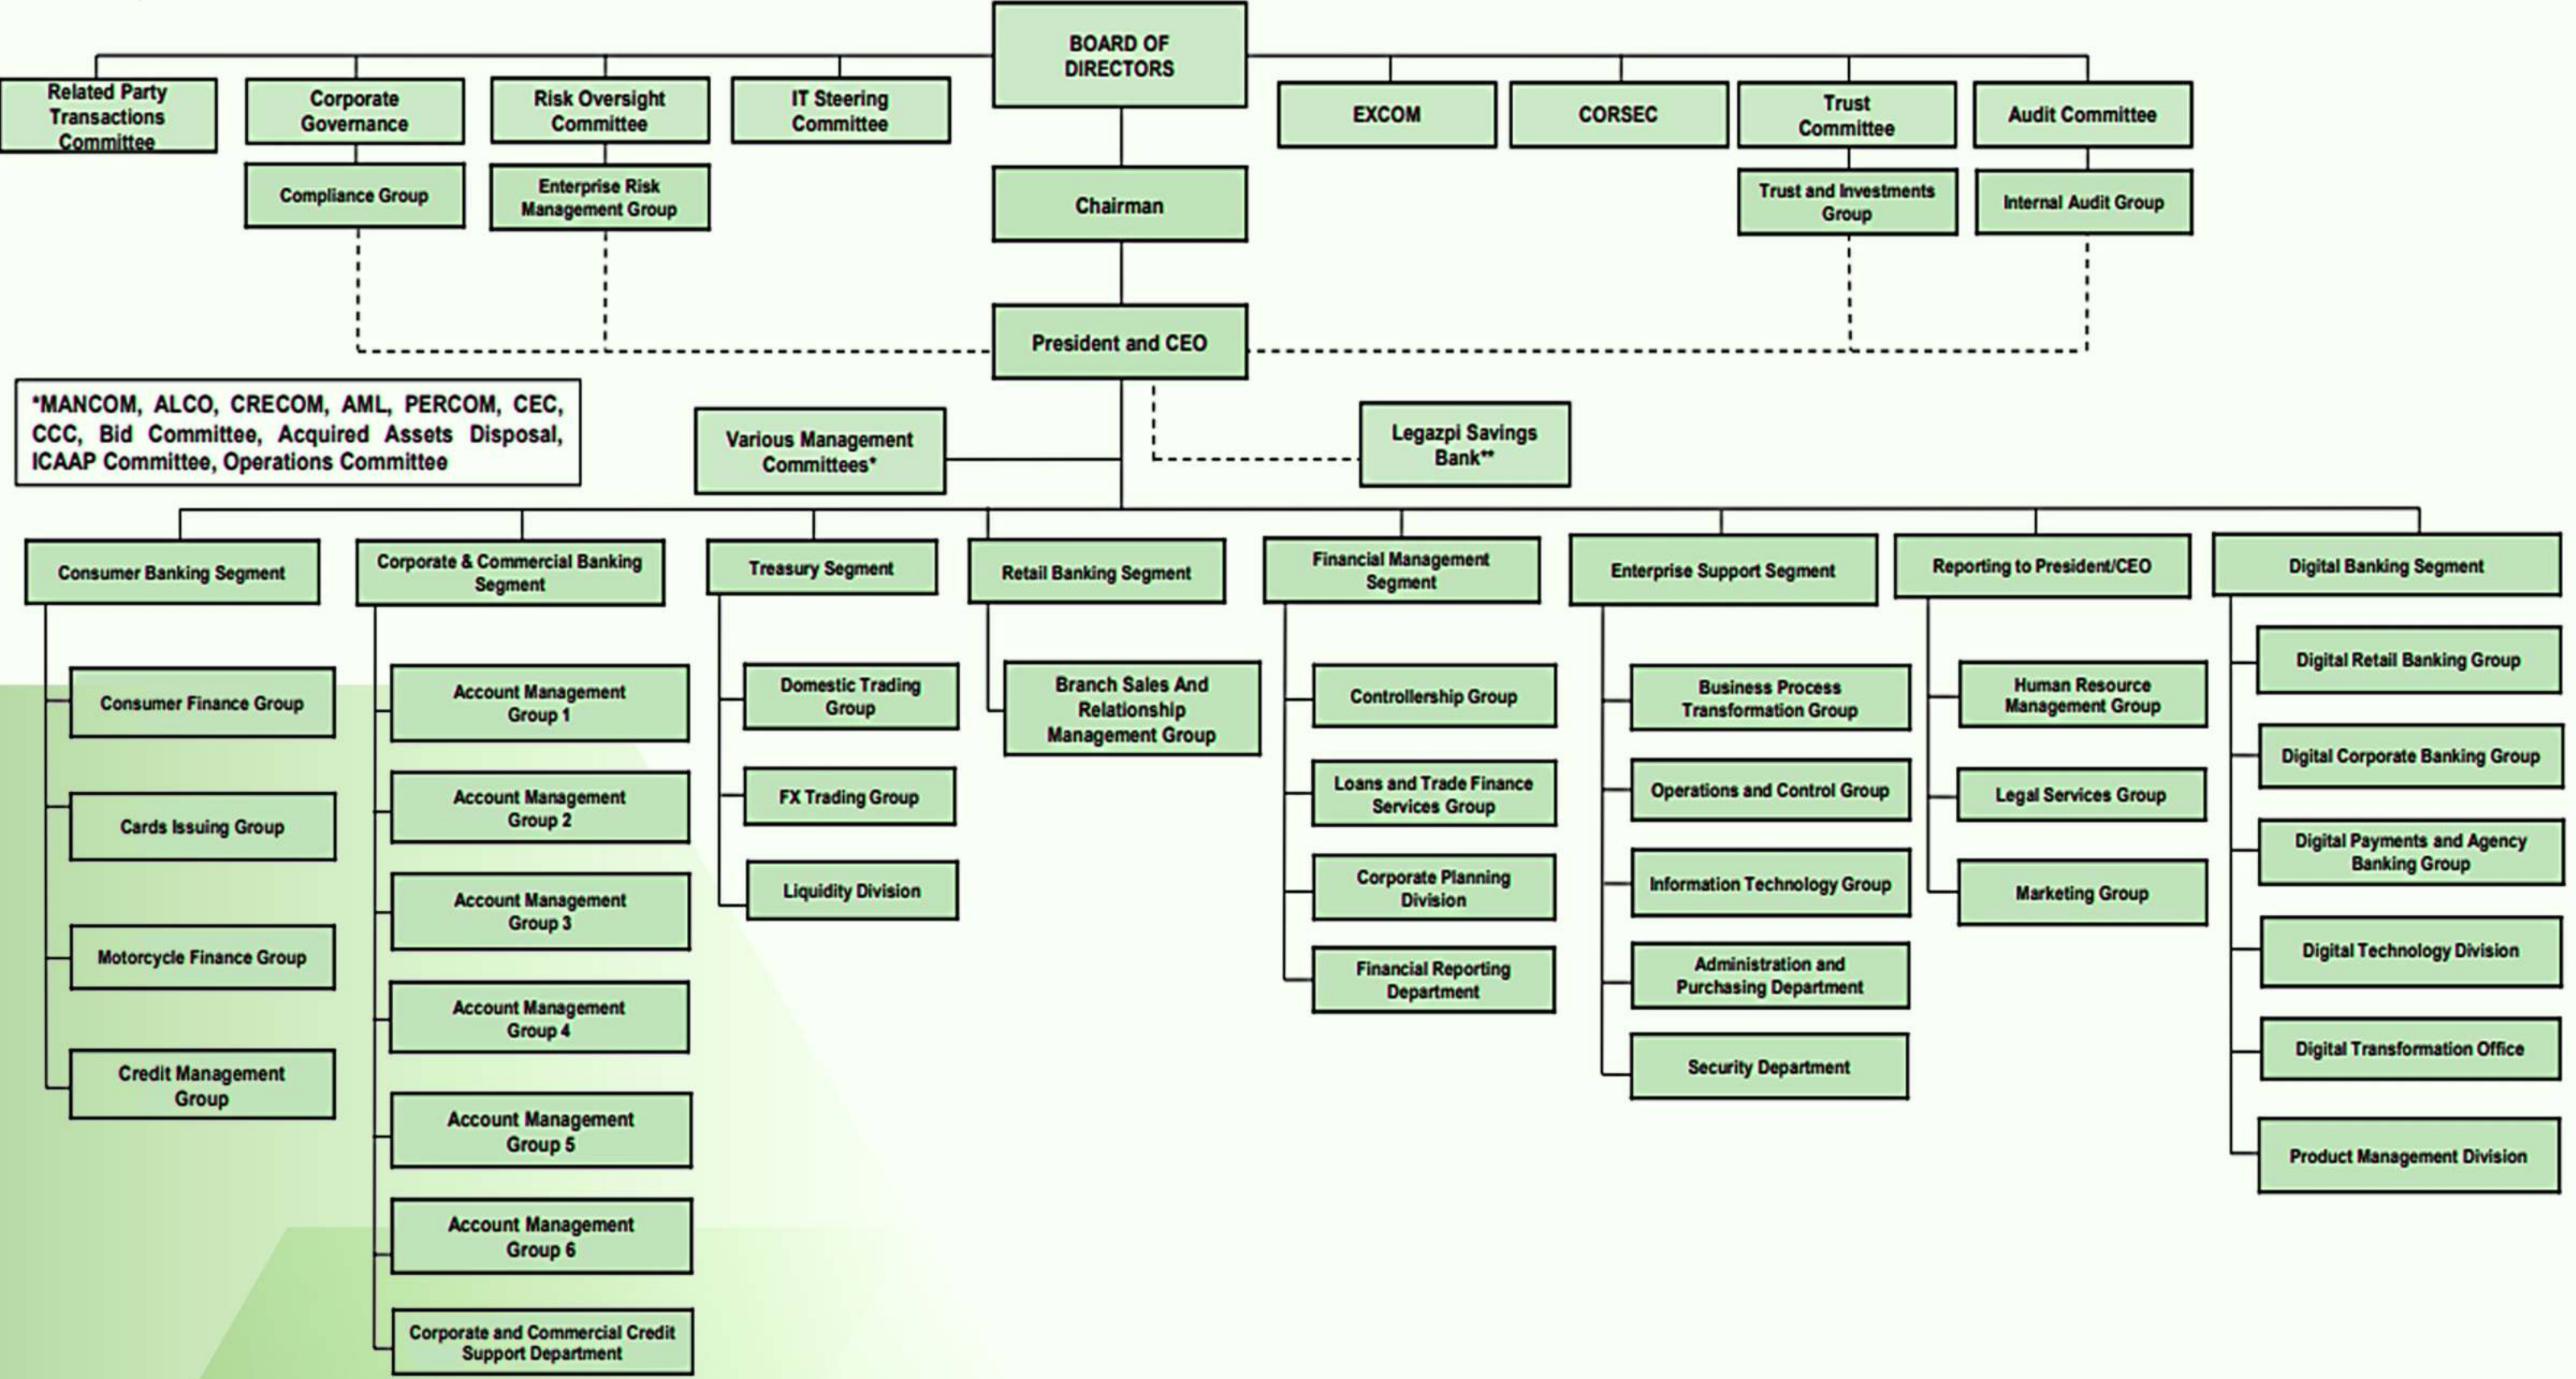 BOARD OF
DIRECTORS
Related Party
Transactions
Committee
Corporate
Governance
Risk Oversight
Committee
IT Steering
Committee
EXCOM
CORSEC
Trust
Committee
Audit Committee
Compliance Group
Enterprise Risk
Management Group
Chairman
Trust and Investments
Group
Internal Audit Group
President and CEO
*MANCOM, ALCO, CRECOM, AML, PERCOM, CEC,
CCC, Bid Committee, Acquired Assets Disposal,
ICAAP Committee, Operations Committee
Various Management
Committees*
Legazpi Savings
Bank**
Consumer Banking Segment
Consumer Finance Group
Cards Issuing Group
Motorcycle Finance Group
Credit Management
Group
Corporate & Commercial Banking
Segment
Account Management
Group 1
Account Management
Group 2
Account Management
Group 3
Account Management
Group 4
Account Management
Group 5
Account Management
Group 6
Corporate and Commercial Credit
Support Department
Treasury Segment
Domestic Trading
Group
FX Trading Group
Liquidity Division
Retail Banking Segment
Branch Sales And
Relationship
Management Group
Financial Management
Segment
Controllership Group
Loans and Trade Finance
Services Group
Corporate Planning
Division
Financial Reporting
Department
Enterprise Support Segment
Business Process
Transformation Group
Operations and Control Group
Information Technology Group
Administration and
Purchasing Department
Security Department
Reporting to President/CEO
Human Resource
Management Group
Legal Services Group
Marketing Group
Digital Banking Segment
Digital Retail Banking Group
Digital Corporate Banking Group
Digital Payments and Agency
Banking Group
Digital Technology Division
Digital Transformation Office
Product Management Division